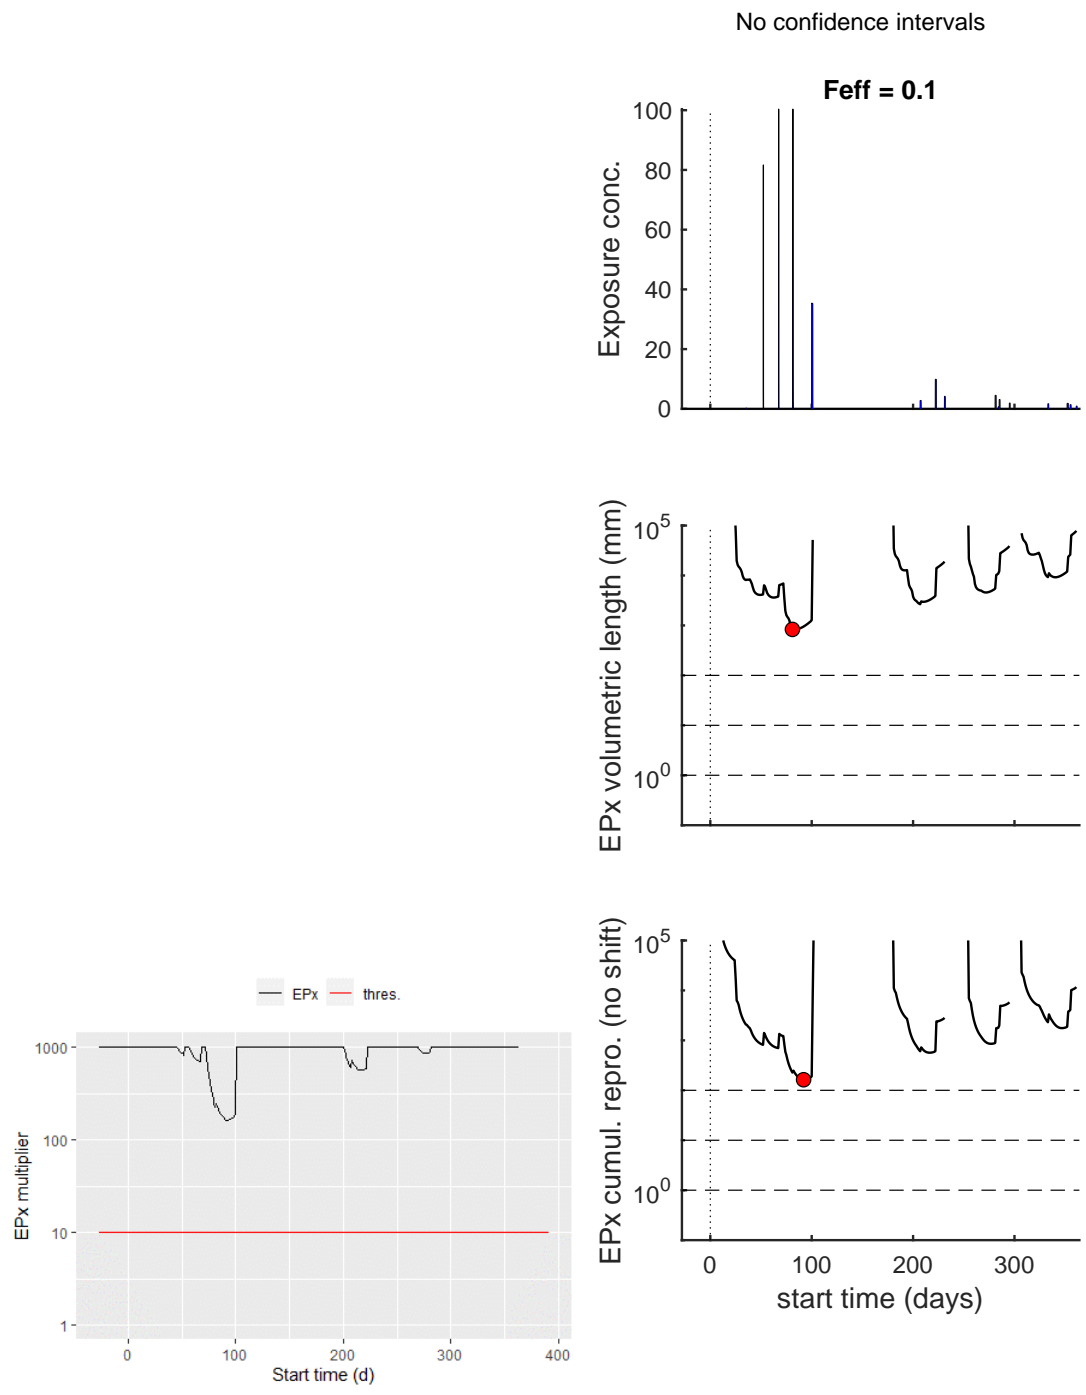 No confidence intervals
Feff = 0.1
Exposure conc.
100
80
60
40
20
0
EPx volumetric length (mm)
10^5
10^0
EPx cumul. repro. (no shift)
10^5
10^0
0 100 200 300
start time (days)
EPx thres.
EPx multiplier
1000
100
10
1
0 100 200 300 400
Start time (d)